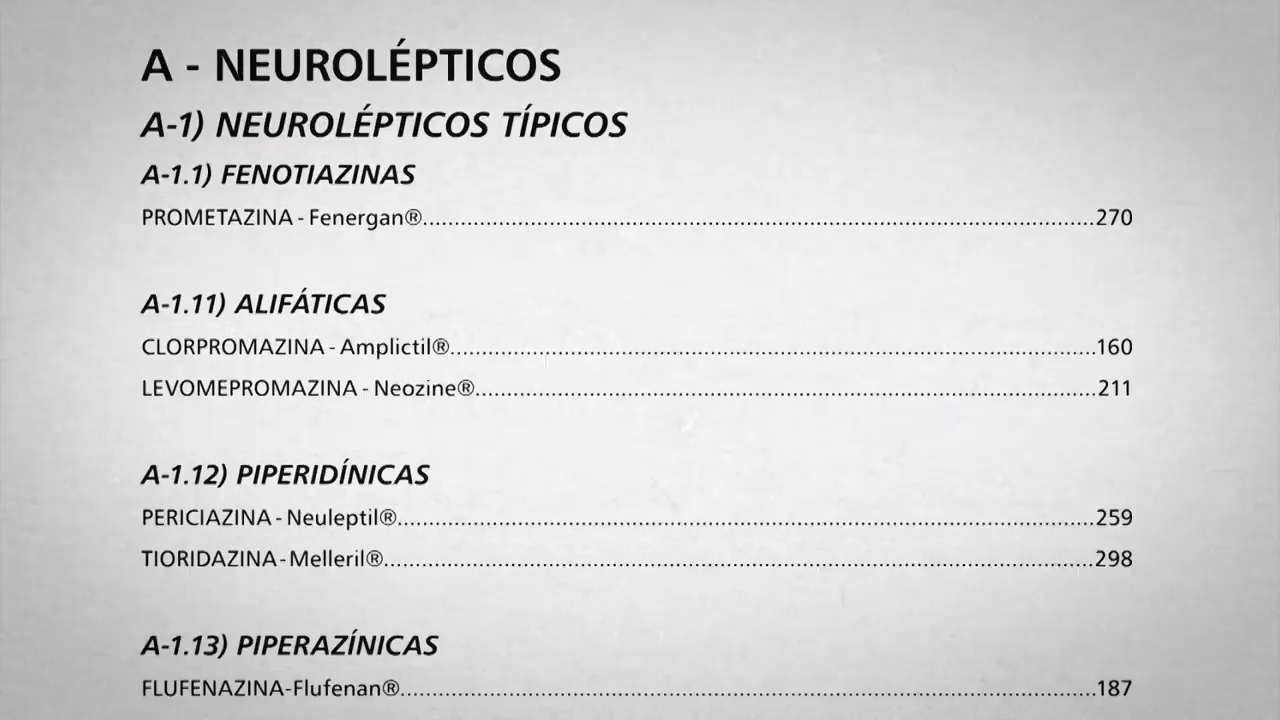 A - NEUROLÉPTICOS
A-1) NEUROLÉPTICOS TÍPICOS
A-1.1) FENOTIAZINAS
PROMETAZINA - Fenergan®................................................................270
A-1.11) ALIFÁTICAS
CLORPROMAZINA - Amplictil®................................................................160
LEVOMEPROMAZINA - Neozine®................................................................211
A-1.12) PIPERIDÍNICAS
PERICIAZINA - Neuleptil®................................................................259
TIORIDAZINA - Melleril®................................................................298
A-1.13) PIPERAZÍNICAS
FLUFENAZINA-Flufenan®................................................................187